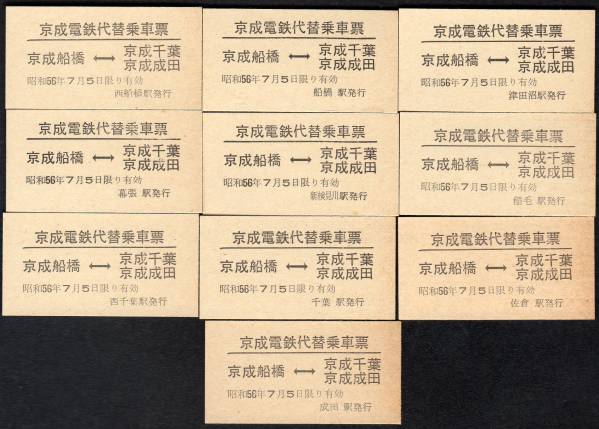 京成電鉄代替乗車票
京成船橋 ↔ 京成千葉
京成成田
昭和56年7月5日限り有効
西船橋駅発行
京成電鉄代替乗車票
京成船橋 ↔ 京成千葉
京成成田
昭和56年7月5日限り有効
船橋 駅発行
京成電鉄代替乗車票
京成船橋 ↔ 京成千葉
京成成田
昭和56年7月5日限り有効
津田沼駅発行
京成電鉄代替乗車票
京成船橋 ↔ 京成千葉
京成成田
昭和56年7月5日限り有効
幕張 駅発行
京成電鉄代替乗車票
京成船橋 ↔ 京成千葉
京成成田
昭和56年7月5日限り有効
新検見川駅発行
京成電鉄代替乗車票
京成船橋 ↔ 京成千葉
京成成田
昭和56年7月5日限り有効
稲毛 駅発行
京成電鉄代替乗車票
京成船橋 ↔ 京成千葉
京成成田
昭和56年7月5日限り有効
西千葉駅発行
京成電鉄代替乗車票
京成船橋 ↔ 京成千葉
京成成田
昭和56年7月5日限り有効
千葉 駅発行
京成電鉄代替乗車票
京成船橋 ↔ 京成千葉
京成成田
昭和56年7月5日限り有効
佐倉 駅発行
京成電鉄代替乗車票
京成船橋 ↔ 京成千葉
京成成田
昭和56年7月5日限り有効
成田 駅発行